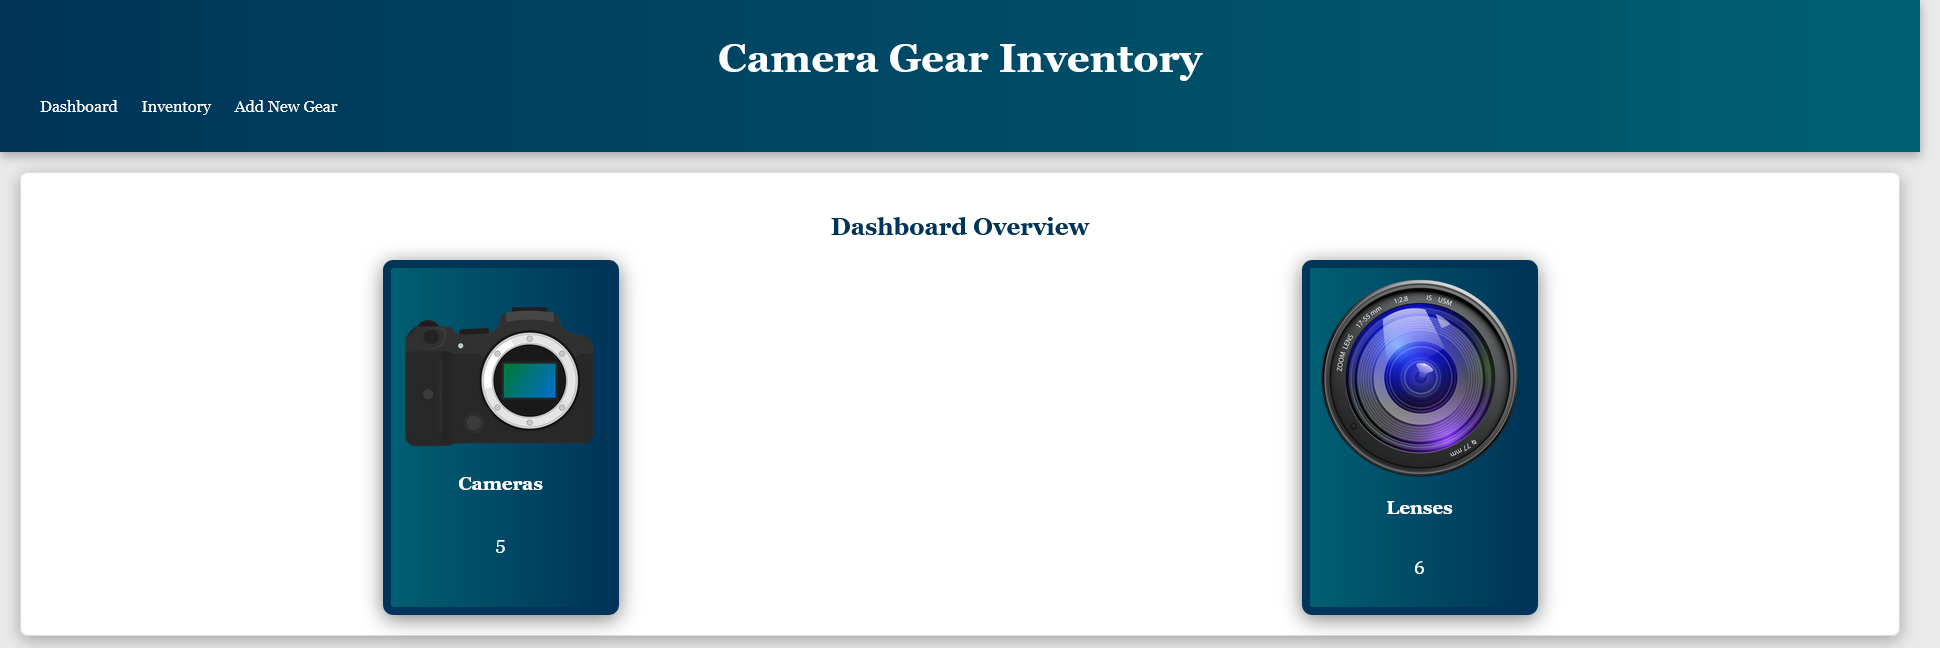 Camera Gear Inventory
Dashboard Inventory Add New Gear
Dashboard Overview
ZOOM LENS 17-55 mm 1:2.8 IS USM
77 mm
Cameras
Lenses
5
6